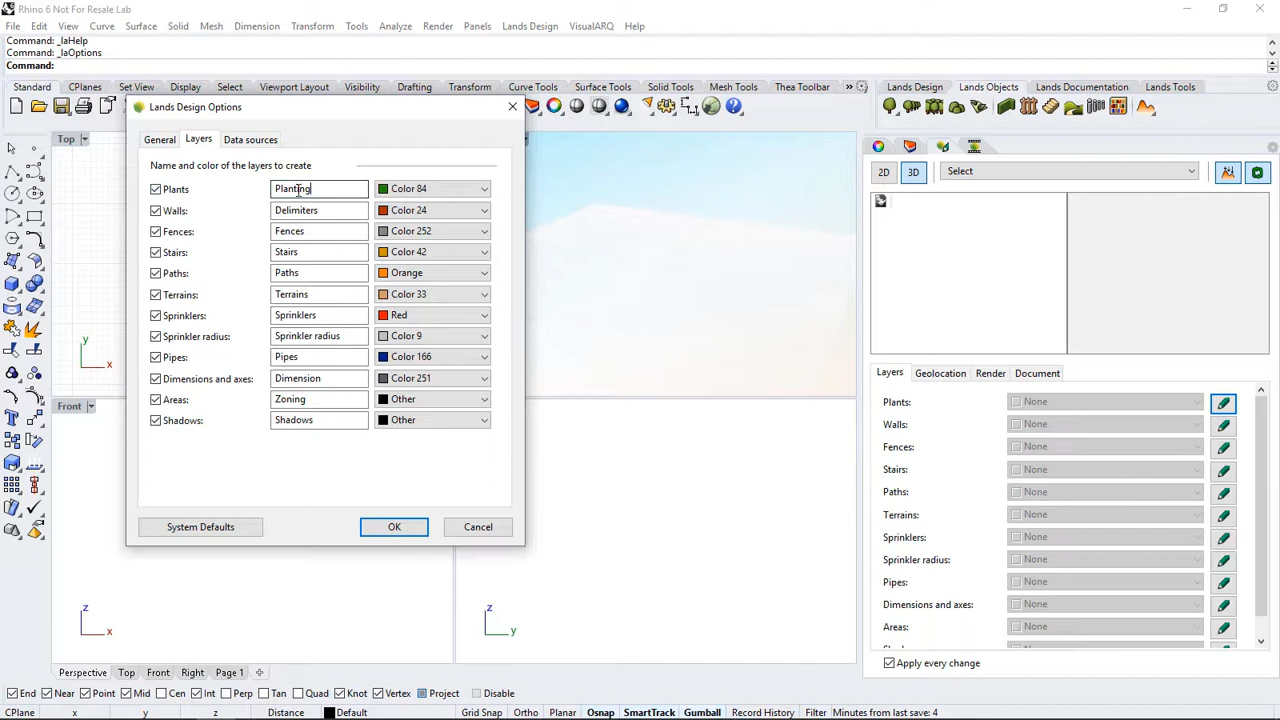 Rhino 6 Not For Resale Lands Design
File Edit View Curve Surface Solid Mesh Dimension Transform Tools Analyze Render Panel Lands Design VisualARQ Help
Command: _laHelp
Command: _laOptions
Command:
Standard CPlanes Set View Display Select Viewport Layout Visibility Drafting Transform Curve Tools Surface Tools Solid Tools Mesh Tools Thea Toolbar
Lands Design Lands Objects Lands Documentation Lands Tools
Lands Design Options
Top
General Layers Data sources
Name and color of the layers to create
Plants Planting Color 84
Walls: Delimiters Color 24
Fences: Fences Color 252
Stairs: Stairs Color 42
Paths: Paths Orange
Terrains: Terrains Color 33
Sprinklers: Sprinklers Red
Sprinkler radius: Sprinkler radius Color 9
Pipes: Pipes Color 166
Dimensions and axes: Dimension Color 251
Areas: Zoning Other
Shadows: Shadows Other
System Defaults OK Cancel
y
x
Front
z
x
z
y
2D 3D Select
Layers Geolocation Render Document
Plants: None
Walls: None
Fences: None
Stairs: None
Paths: None
Terrains: None
Sprinklers: None
Sprinkler radius: None
Pipes: None
Dimensions and axes: None
Areas: None
None
Apply every change
Perspective Top Front Right Page 1
End Near Point Mid Cen Int Perp Tan Quad Knot Vertex Project Disable
CPlane x y z Distance Default Grid Snap Ortho Planar Osnap SmartTrack Gumball Record History Filter Minutes from last save: 4